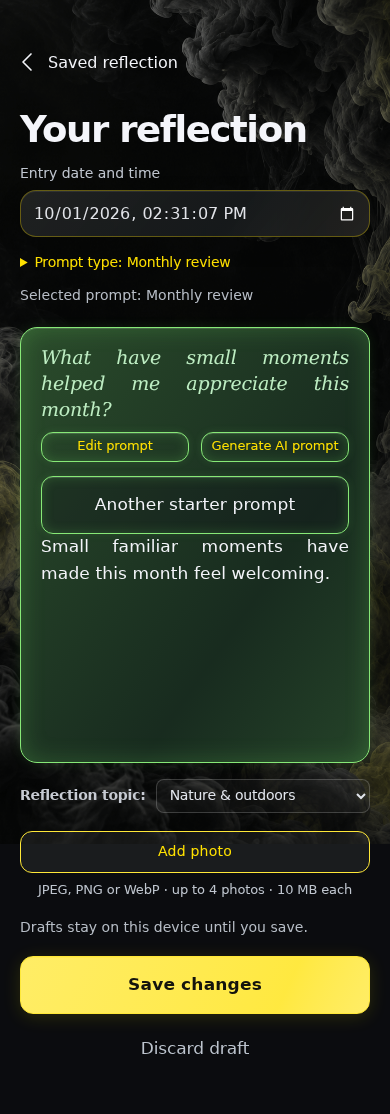 Saved reflection
Your reflection
Entry date and time
10/01/2026, 02:31:07 PM
Prompt type: Monthly review
Selected prompt: Monthly review
What have small moments
helped me appreciate this
month?
Edit prompt
Generate AI prompt
Another starter prompt
Small familiar moments have
made this month feel welcoming.
Reflection topic:
Nature & outdoors
Add photo
JPEG, PNG or WebP · up to 4 photos · 10 MB each
Drafts stay on this device until you save.
Save changes
Discard draft